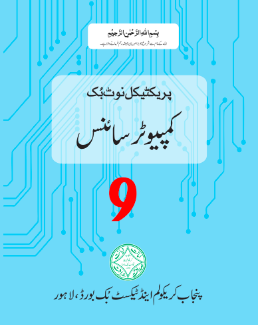 بسم اللہ الرحمٰن الرحیم
پریکٹیکل نوٹ بُک
کمپیوٹر سائنس
9
پنجاب کریکولم اینڈ ٹیکسٹ بک بورڈ، لاہور